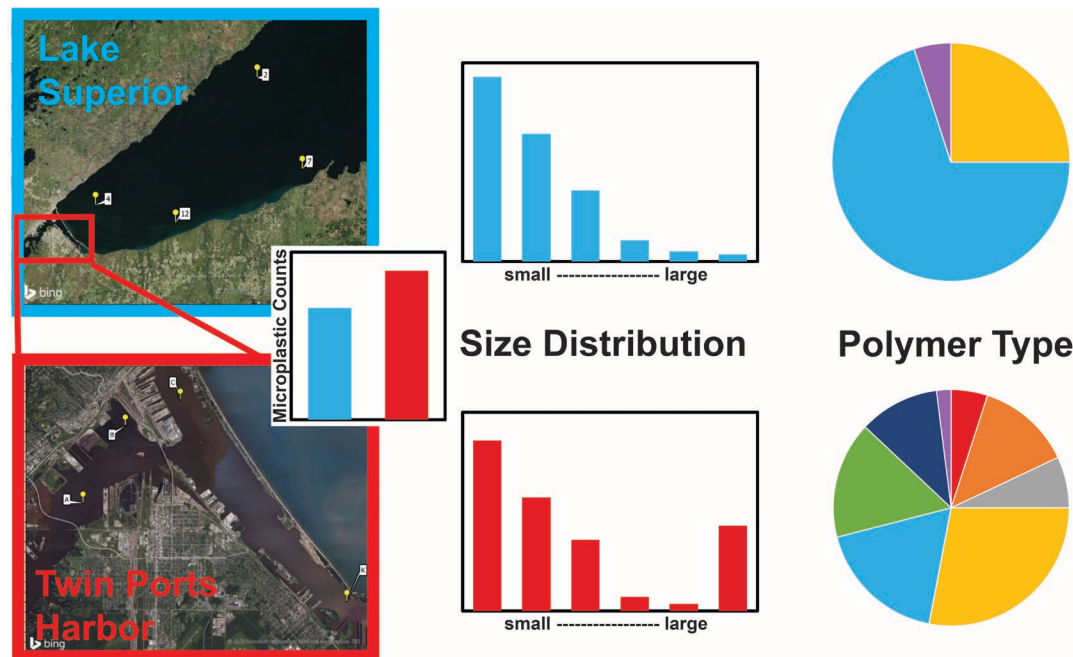 Lake
Superior
2
7
4
12
bing
Microplastic Counts
small ----------------- large
Size Distribution
Polymer Type
C
B
A
K
Twin Ports
Harbor
bing
small ----------------- large